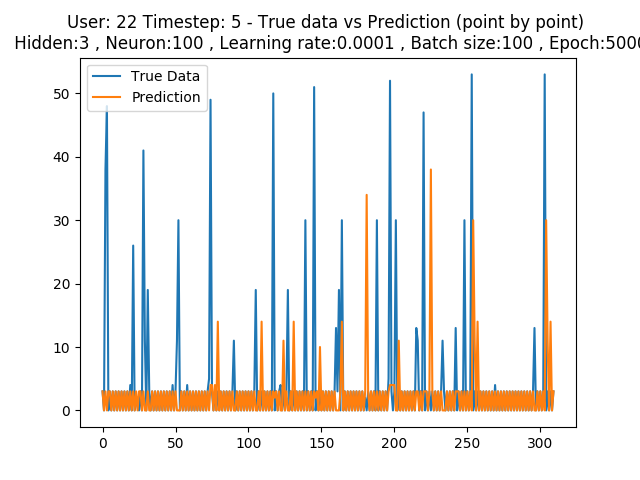 User: 22 Timestep: 5 - True data vs Prediction (point by point)
Hidden:3 , Neuron:100 , Learning rate:0.0001 , Batch size:100 , Epoch:5000
True Data
Prediction
50
40
30
20
10
0
0 50 100 150 200 250 300